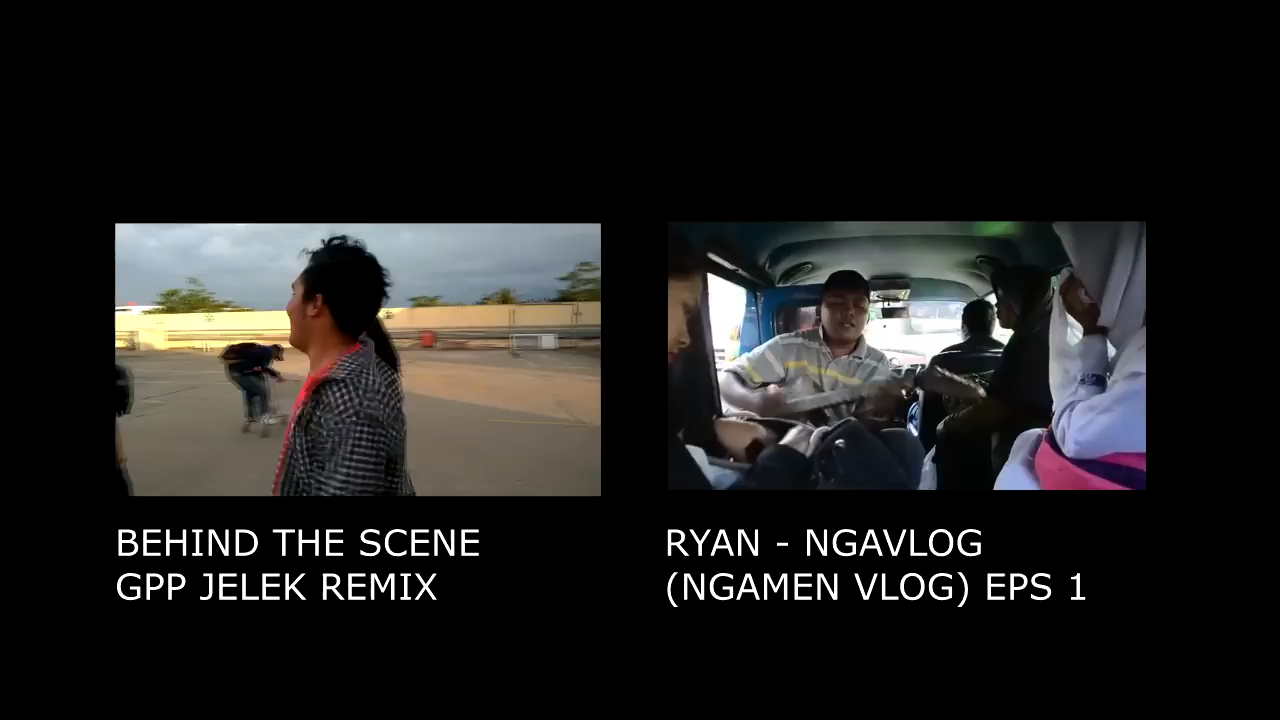 BEHIND THE SCENE
GPP JELEK REMIX
RYAN - NGAVLOG
(NGAMEN VLOG) EPS 1